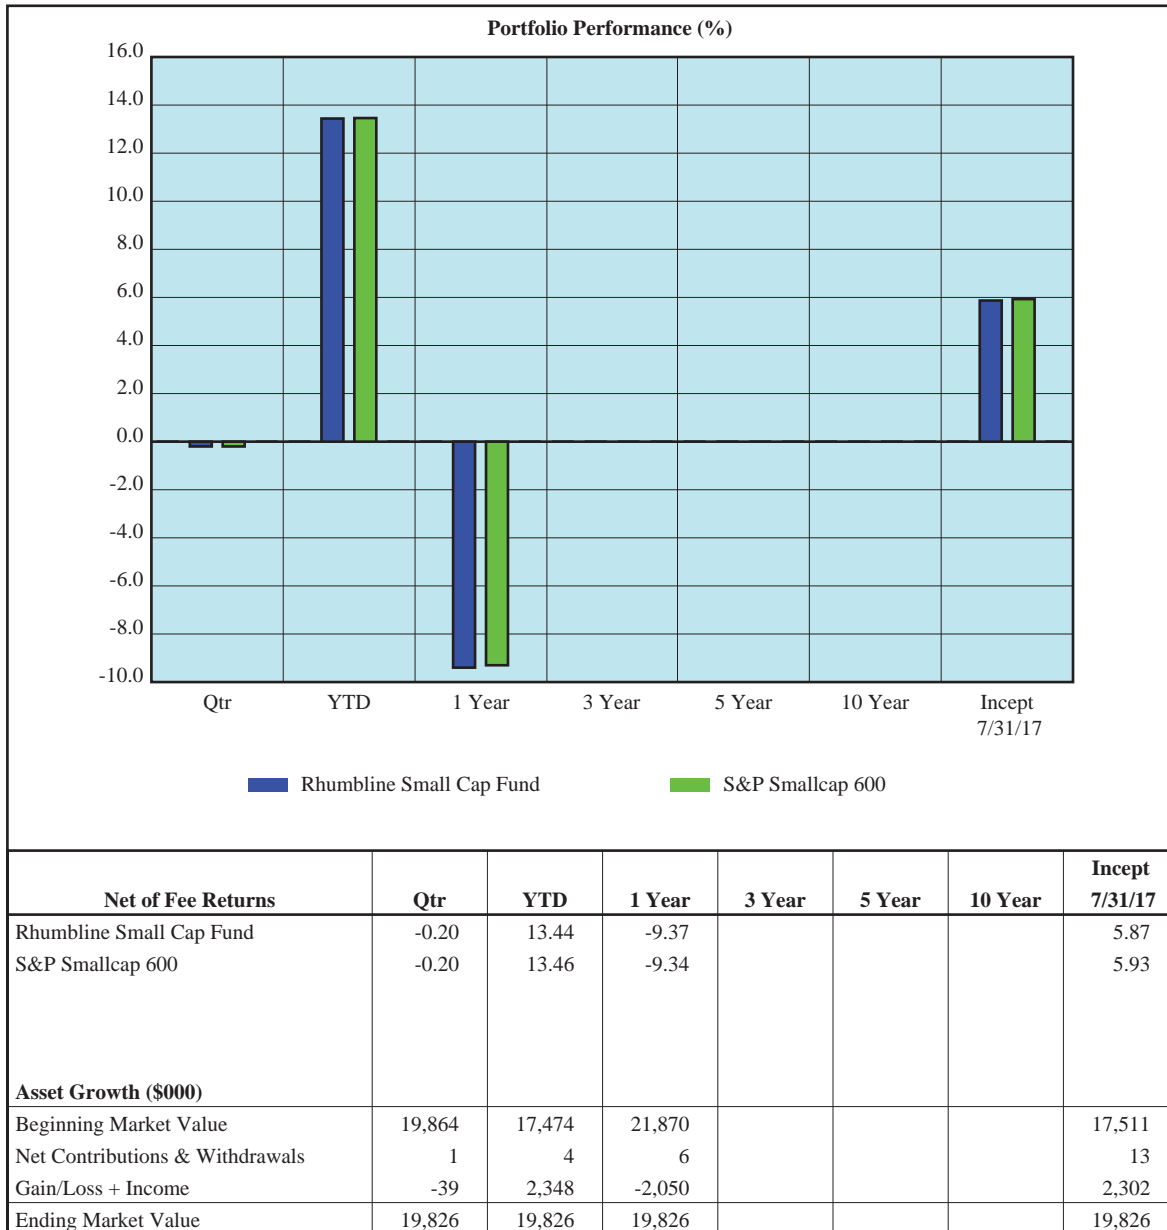 Portfolio Performance (%)
16.0
14.0
12.0
10.0
8.0
6.0
4.0
2.0
0.0
-2.0
-4.0
-6.0
-8.0
-10.0
Qtr YTD 1 Year 3 Year 5 Year 10 Year Incept
7/31/17
Rhumbline Small Cap Fund S&P Smallcap 600
Incept
Net of Fee Returns Qtr YTD 1 Year 3 Year 5 Year 10 Year 7/31/17
Rhumbline Small Cap Fund -0.20 13.44 -9.37 5.87
S&P Smallcap 600 -0.20 13.46 -9.34 5.93
Asset Growth ($000)
Beginning Market Value 19,864 17,474 21,870 17,511
Net Contributions & Withdrawals 1 4 6 13
Gain/Loss + Income -39 2,348 -2,050 2,302
Ending Market Value 19,826 19,826 19,826 19,826